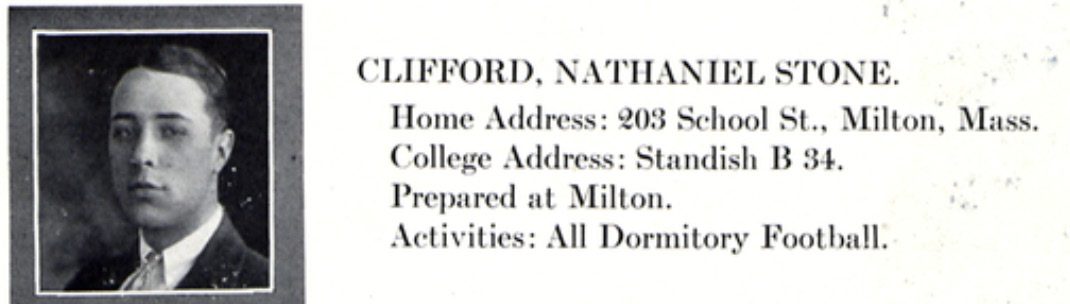 CLIFFORD, NATHANIEL STONE.
Home Address: 203 School St., Milton, Mass.
College Address: Standish B 34.
Prepared at Milton.
Activities: All Dormitory Football.